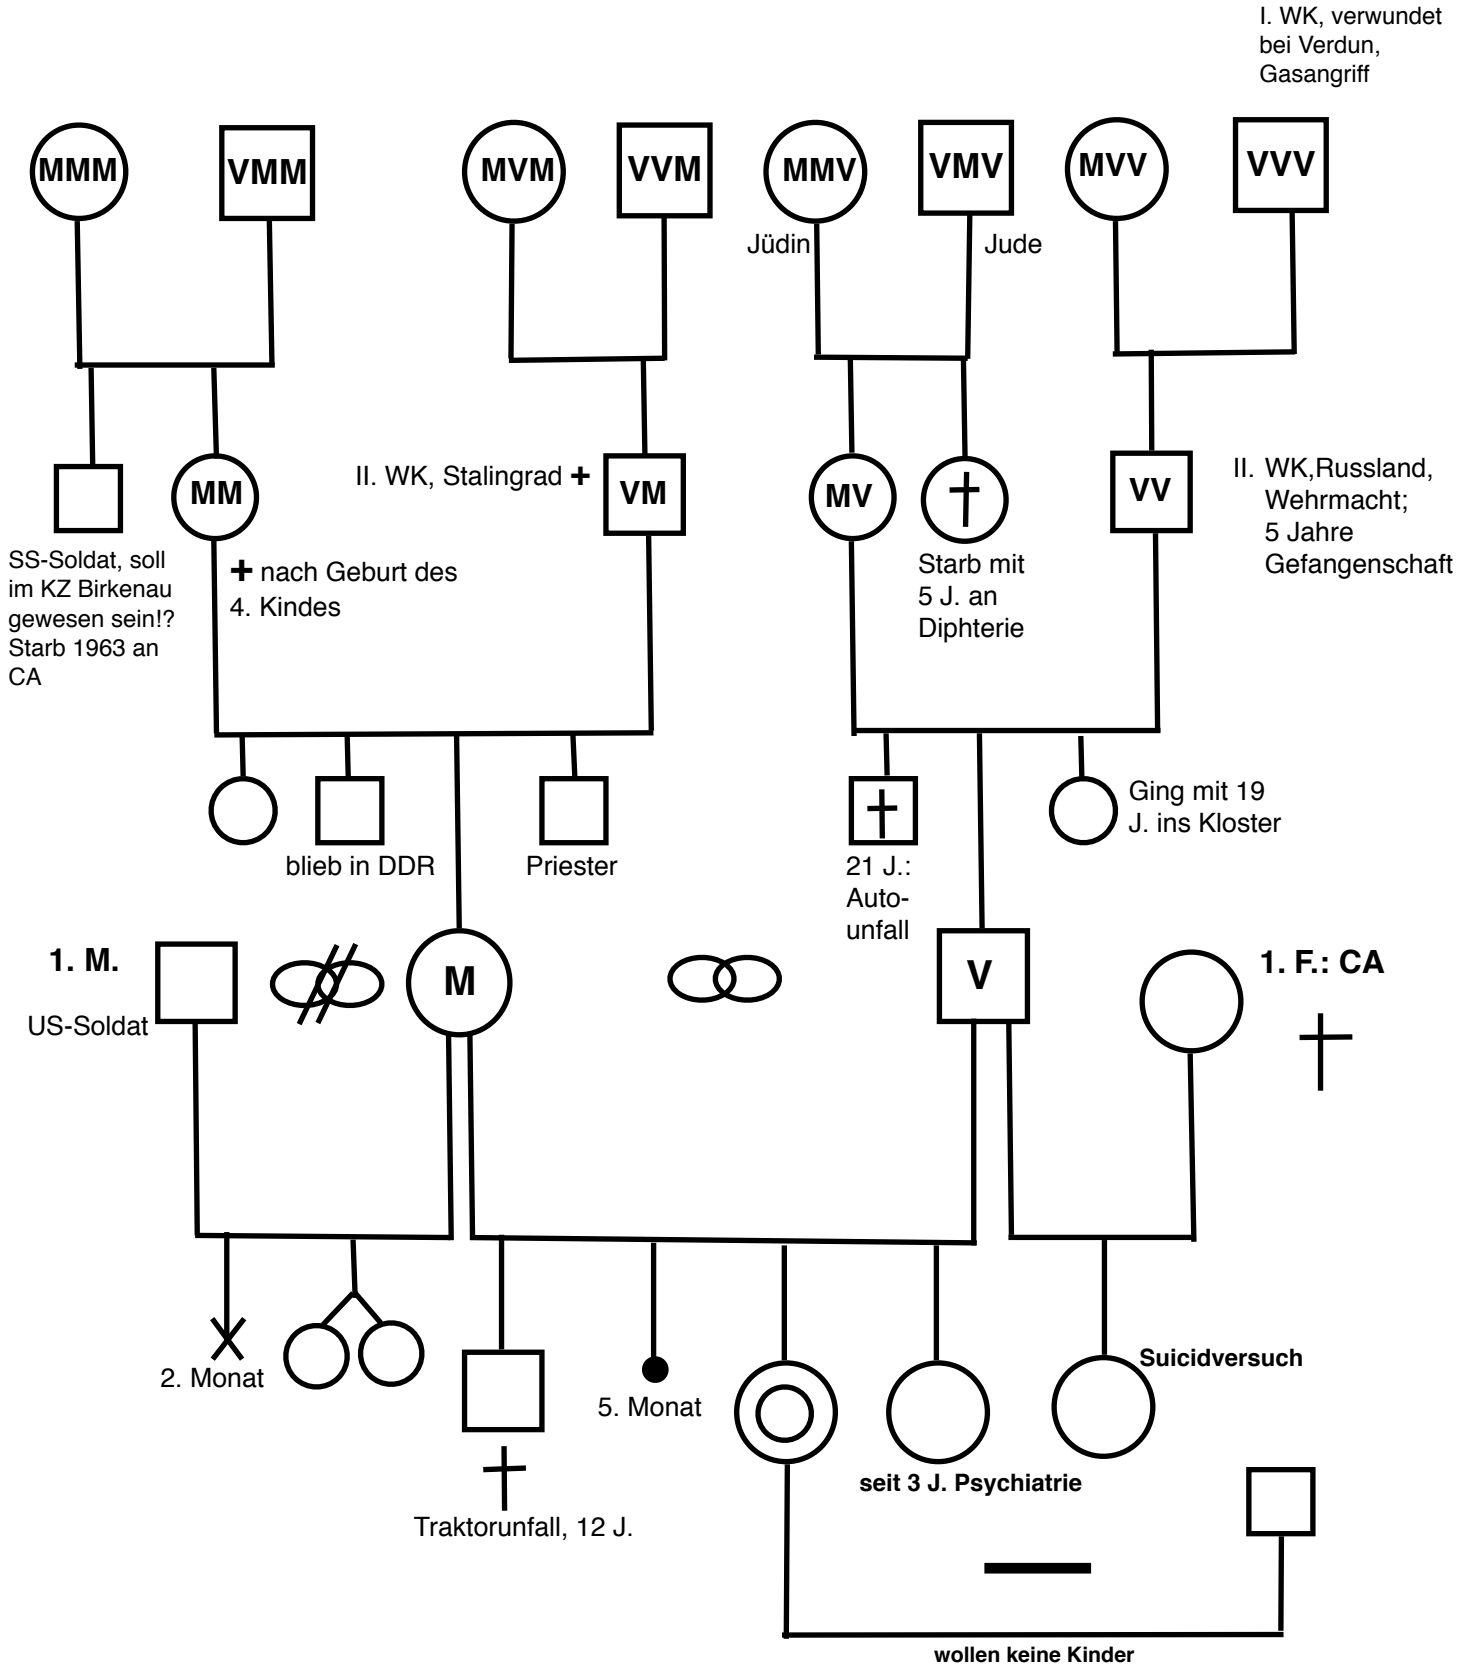 I. WK, verwundet
bei Verdun,
Gasangriff
MMM
VMM
MVM
VVM
MMV
VMV
MVV
VVV
Jüdin
Jude
MM
II. WK, Stalingrad +
VM
MV
VV
II. WK,Russland,
Wehrmacht;
5 Jahre
Gefangenschaft
SS-Soldat, soll
im KZ Birkenau
gewesen sein!?
Starb 1963 an
CA
+ nach Geburt des
4. Kindes
Starb mit
5 J. an
Diphterie
blieb in DDR
Priester
21 J.:
Auto-
unfall
Ging mit 19
J. ins Kloster
1. M.
US-Soldat
M
V
1. F.: CA
2. Monat
5. Monat
Suicidversuch
seit 3 J. Psychiatrie
Traktorunfall, 12 J.
wollen keine Kinder